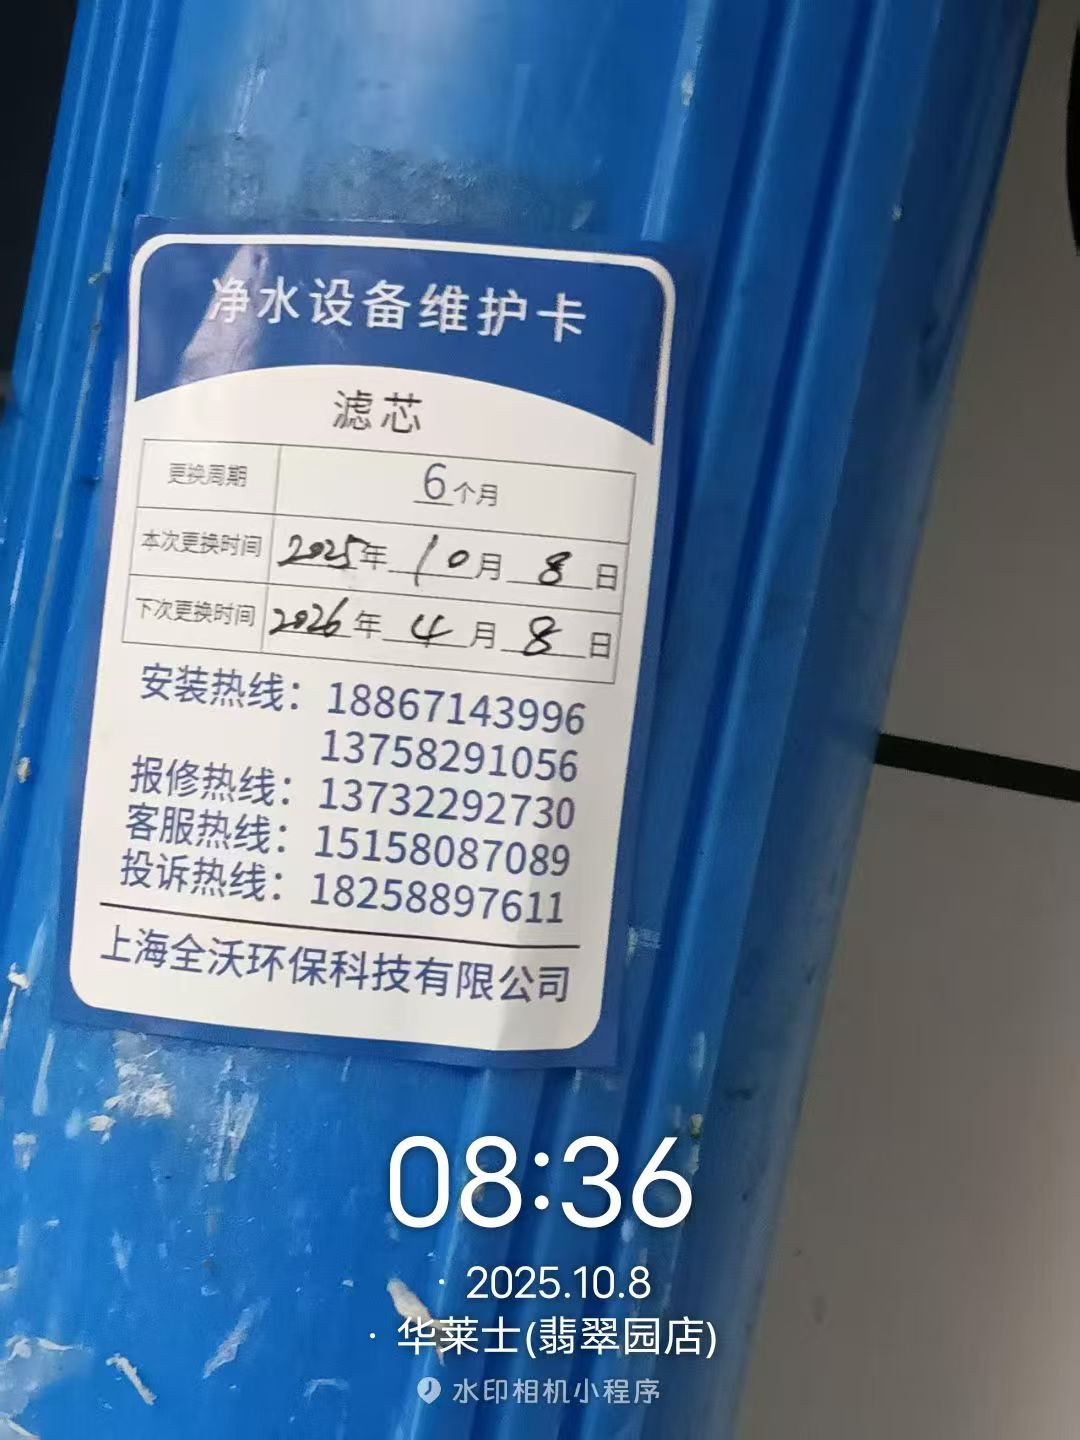 净水设备维护卡
滤芯
更换周期 6个月
本次更换时间 2025年10月8日
下次更换时间 2026年4月8日
安装热线：18867143996
13758291056
报修热线：13732292730
客服热线：15158087089
投诉热线：18258897611
上海全沃环保科技有限公司
08:36
· 2025.10.8
· 华莱士(翡翠园店)
水印相机小程序